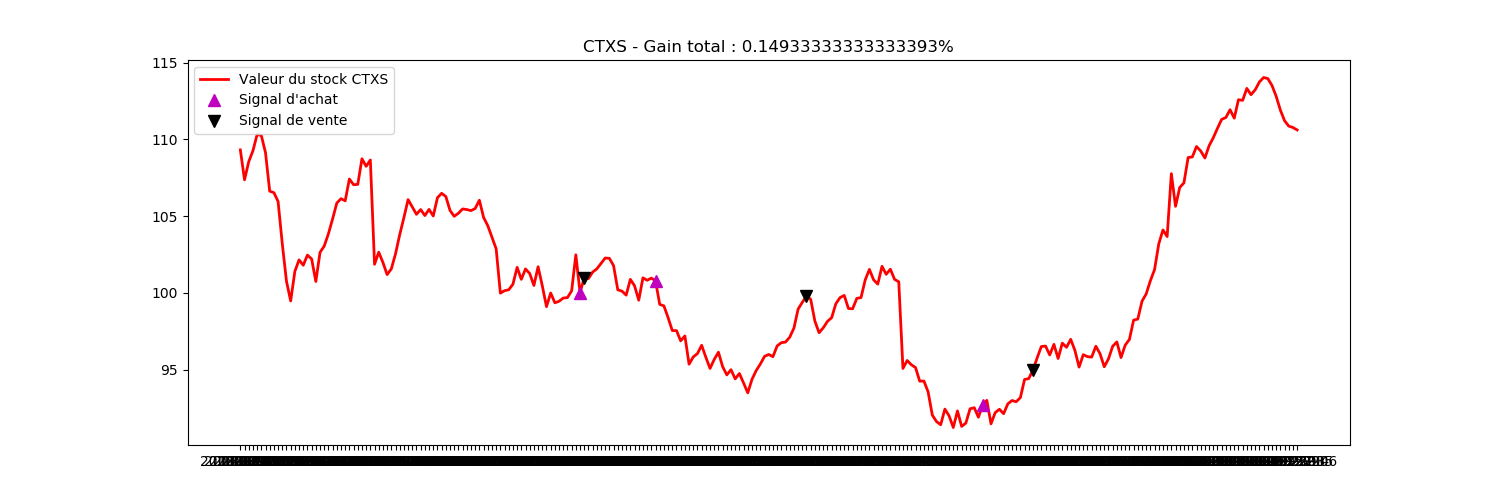 CTXS - Gain total : 0.14933333333333393%
Valeur du stock CTXS
Signal d'achat
Signal de vente
115
110
105
100
95